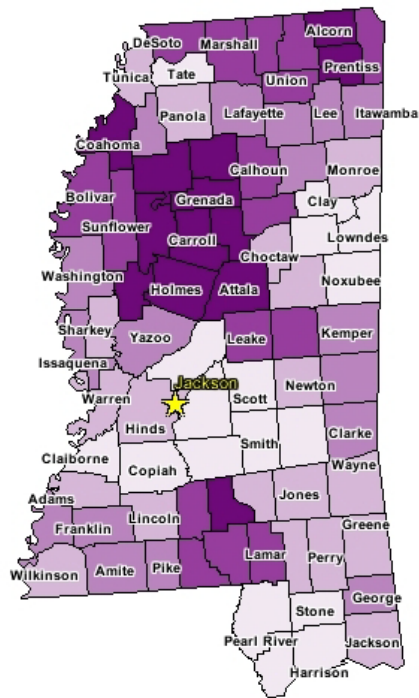 Alcorn
DeSoto
Marshall
Prentiss
Tunica
Tate
Union
Panola
Lafayette
Lee
Itawamba
Coahoma
Calhoun
Monroe
Bolivar
Grenada
Clay
Sunflower
Carroll
Lowndes
Choctaw
Washington
Holmes
Attala
Noxubee
Sharkey
Yazoo
Leake
Kemper
Issaquena
Jackson
Warren
Scott
Newton
Hinds
Clarke
Smith
Claiborne
Copiah
Wayne
Adams
Jones
Lincoln
Franklin
Greene
Lamar
Perry
Wilkinson
Amite
Pike
George
Stone
Pearl River
Jackson
Harrison